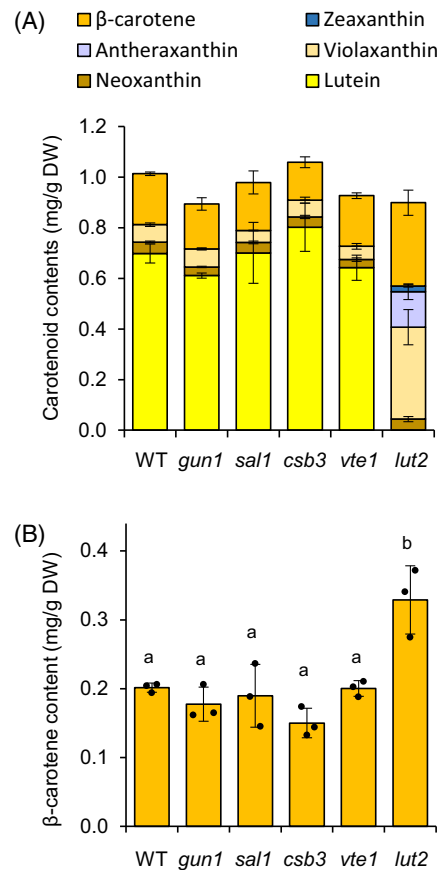 (A)
β-carotene Zeaxanthin
Antheraxanthin Violaxanthin
Neoxanthin Lutein
Carotenoid contents (mg/g DW)
1.2
1.0
0.8
0.6
0.4
0.2
0.0
WT gun1 sal1 csb3 vte1 lut2
(B)
β-carotene content (mg/g DW)
0.4
0.3
0.2
0.1
0.0
a a a a a b
WT gun1 sal1 csb3 vte1 lut2